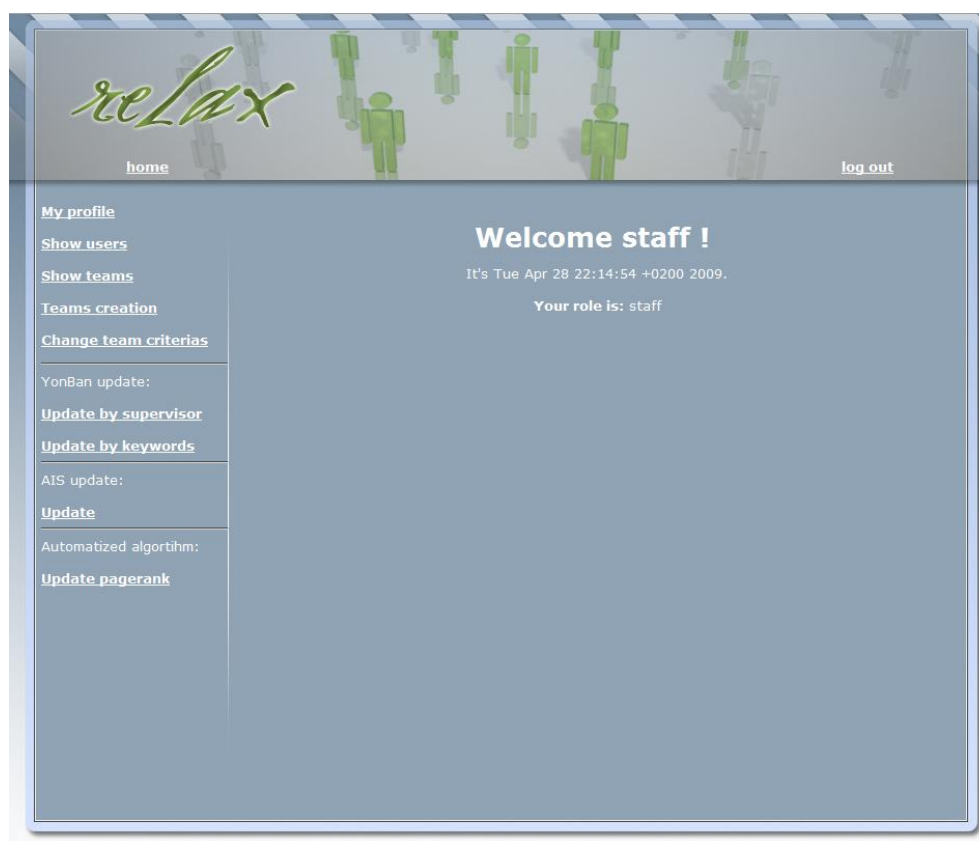 relax
home
log out
My profile
Show users
Show teams
Teams creation
Change team criterias
YonBan update:
Update by supervisor
Update by keywords
AIS update:
Update
Automatized algortihm:
Update pagerank
Welcome staff !
It's Tue Apr 28 22:14:54 +0200 2009.
Your role is: staff